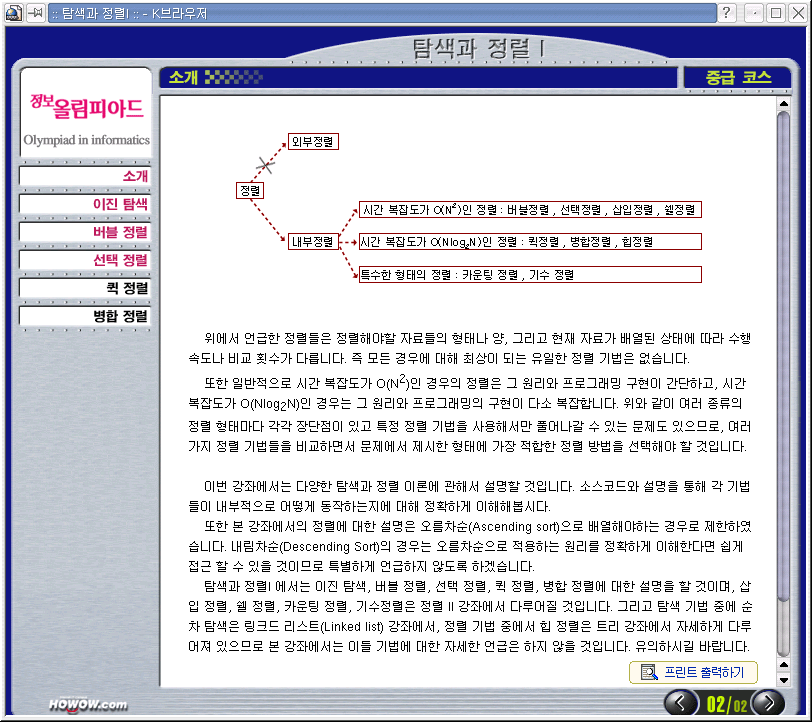 :: 탐색과 정렬I :: - K브라우저
탐색과 정렬 I
정보올림피아드
Olympiad in informatics
소개
이진 탐색
버블 정렬
선택 정렬
퀵 정렬
병합 정렬
소개
중급 코스
외부정렬
정렬
시간 복잡도가 O(N²)인 정렬 : 버블정렬 , 선택정렬 , 삽입정렬 , 쉘정렬
내부정렬
시간 복잡도가 O(Nlog₂N)인 정렬 : 퀵정렬 , 병합정렬 , 힙정렬
특수한 형태의 정렬 : 카운팅 정렬 , 기수 정렬
위에서 언급한 정렬들은 정렬해야할 자료들의 형태나 양, 그리고 현재 자료가 배열된 상태에 따라 수행
속도나 비교 횟수가 다릅니다. 즉 모든 경우에 대해 최상이 되는 유일한 정렬 기법은 없습니다.
또한 일반적으로 시간 복잡도가 O(N²)인 경우의 정렬은 그 원리와 프로그래밍 구현이 간단하고, 시간
복잡도가 O(Nlog₂N)인 경우는 그 원리와 프로그래밍의 구현이 다소 복잡합니다. 위와 같이 여러 종류의
정렬 형태마다 각각 장단점이 있고 특정 정렬 기법을 사용해서만 풀어나갈 수 있는 문제도 있으므로, 여러
가지 정렬 기법들을 비교하면서 문제에서 제시한 형태에 가장 적합한 정렬 방법을 선택해야 할 것입니다.
이번 강좌에서는 다양한 탐색과 정렬 이론에 관해서 설명할 것입니다. 소스코드와 설명을 통해 각 기법
들이 내부적으로 어떻게 동작하는지에 대해 정확하게 이해해봅시다.
또한 본 강좌에서의 정렬에 대한 설명은 오름차순(Ascending sort)으로 배열해야하는 경우로 제한하였
습니다. 내림차순(Descending Sort)의 경우는 오름차순으로 적용하는 원리를 정확하게 이해한다면 쉽게
접근 할 수 있을 것이므로 특별하게 언급하지 않도록 하겠습니다.
탐색과 정렬I 에서는 이진 탐색, 버블 정렬, 선택 정렬, 퀵 정렬, 병합 정렬에 대한 설명을 할 것이며, 삽
입 정렬, 쉘 정렬, 카운팅 정렬, 기수정렬은 정렬 II 강좌에서 다루어질 것입니다. 그리고 탐색 기법 중에 순
차 탐색은 링크드 리스트(Linked list) 강좌에서, 정렬 기법 중에서 힙 정렬은 트리 강좌에서 자세하게 다루
어져 있으므로 본 강좌에서는 이들 기법에 대한 자세한 언급은 하지 않을 것입니다. 유의하시길 바랍니다.
프린트 출력하기
HOWOW.com
02/02